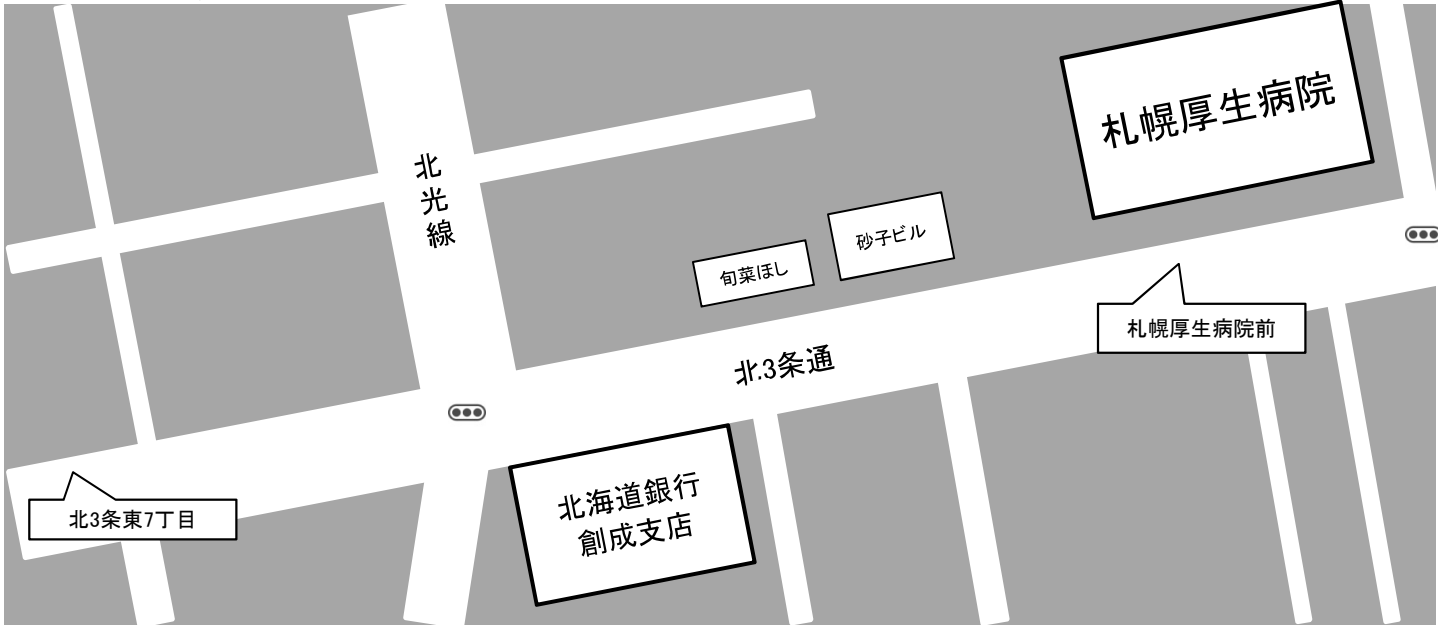 札幌厚生病院
北光線
砂子ビル
旬菜ほし
札幌厚生病院前
北.3条通
北海道銀行
創成支店
北3条東7丁目